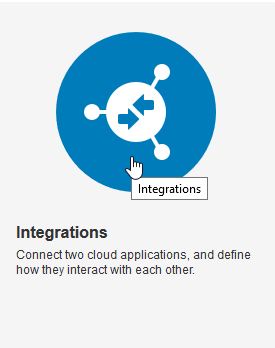 Integrations
Integrations
Connect two cloud applications, and define
how they interact with each other.